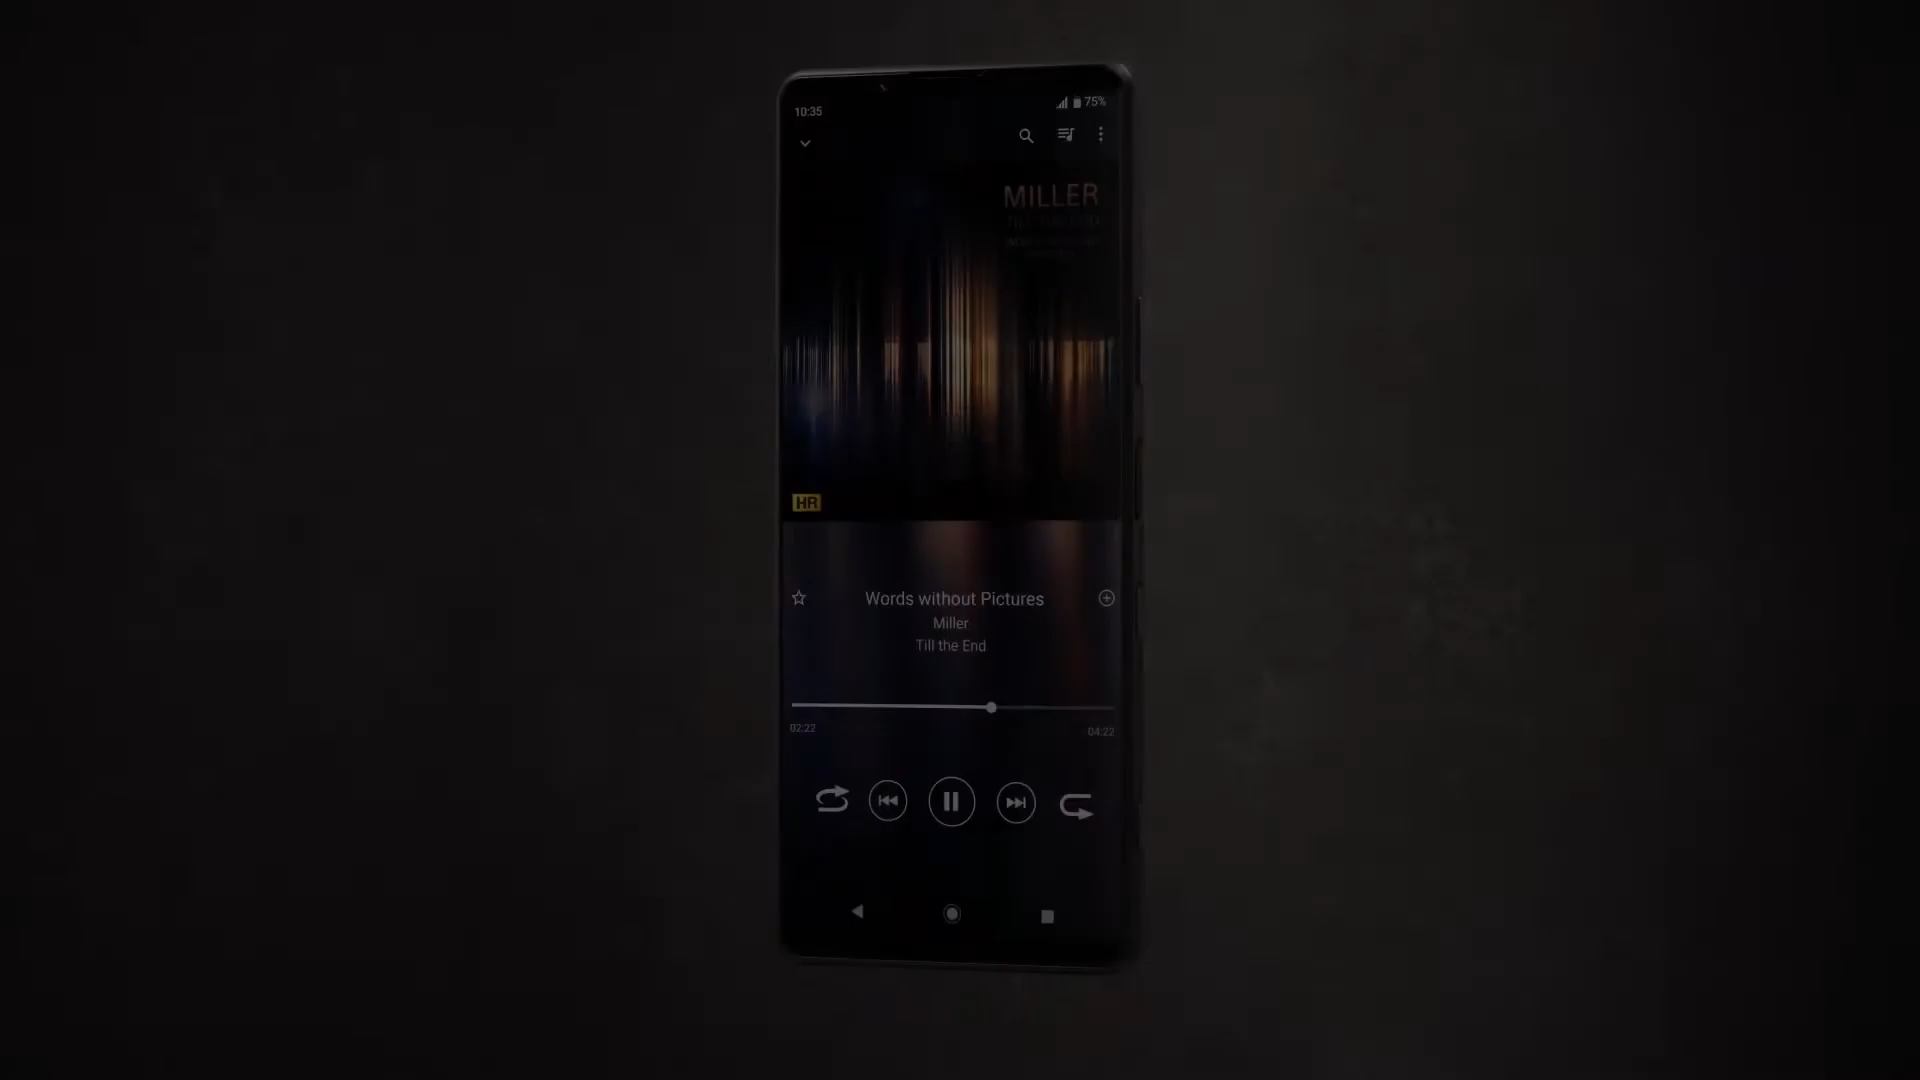 10:35
75%
MILLER
HR
Words without Pictures
Miller
Till the End
02:22
04:22